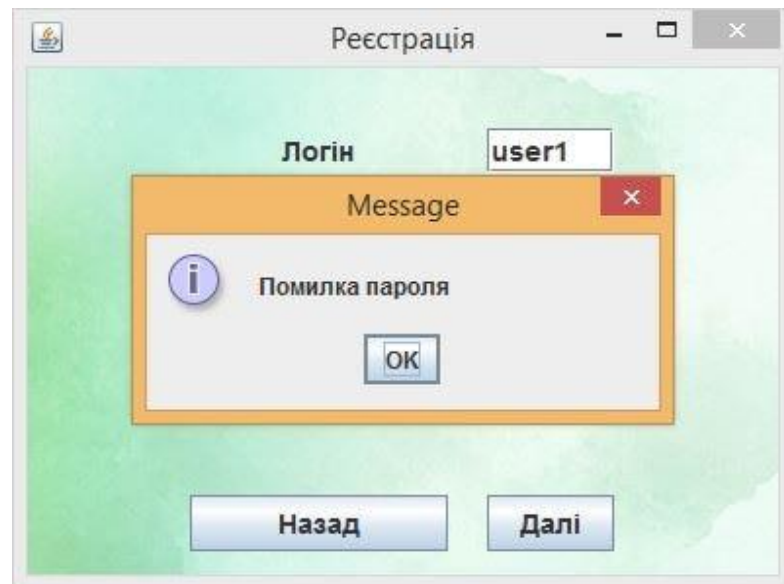 Реєстрація
Логін user1
Message
Помилка пароля
OK
Назад Далі